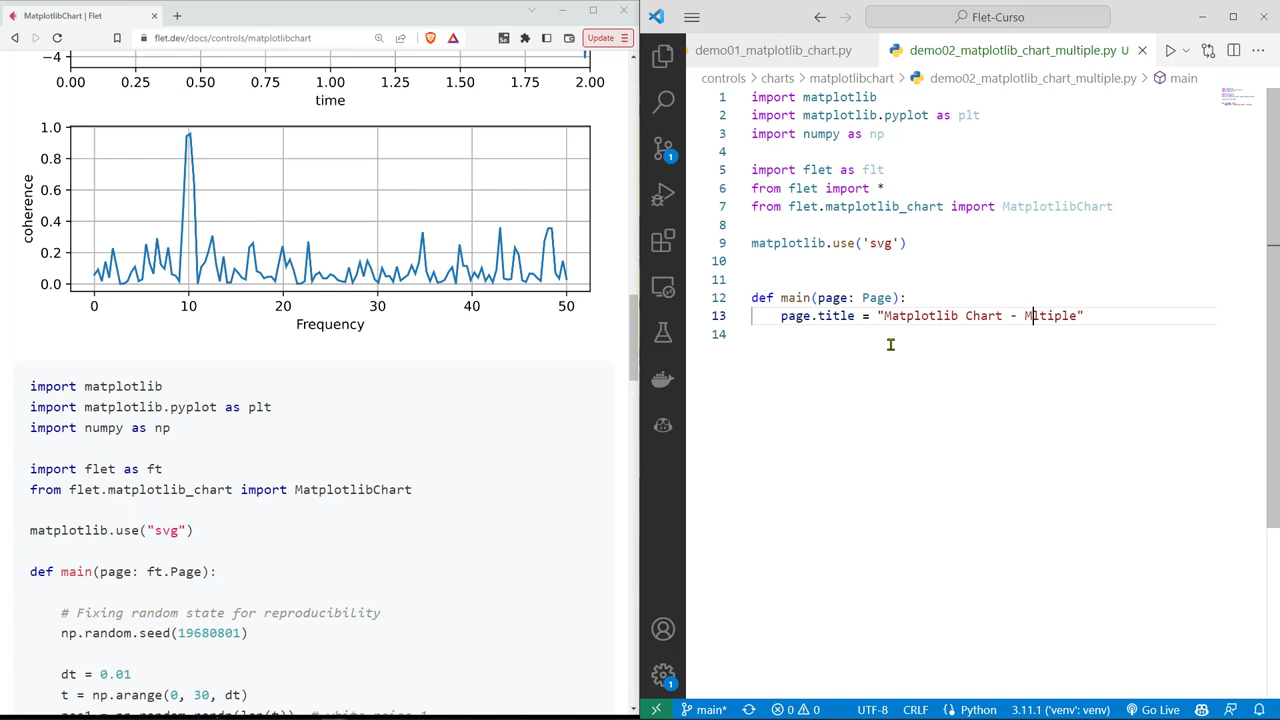 MatplotlibChart | Flet
flet.dev/docs/controls/matplotlibchart
Update
−4
0.00 0.25 0.50 0.75 1.00 1.25 1.50 1.75 2.00
time
1.0
0.8
0.6
0.4
0.2
0.0
coherence
0 10 20 30 40 50
Frequency
import matplotlib
import matplotlib.pyplot as plt
import numpy as np
import flet as ft
from flet.matplotlib_chart import MatplotlibChart
matplotlib.use("svg")
def main(page: ft.Page):
# Fixing random state for reproducibility
np.random.seed(19680801)
dt = 0.01
t = np.arange(0, 30, dt)
Flet-Curso
demo01_matplotlib_chart.py
demo02_matplotlib_chart_multiple.py U
controls > charts > matplotlibchart > demo02_matplotlib_chart_multiple.py > main
1 import matplotlib
2 import matplotlib.pyplot as plt
3 import numpy as np
4
5 import flet as flt
6 from flet import *
7 from flet.matplotlib_chart import MatplotlibChart
8
9 matplotlib.use('svg')
10
11
12 def main(page: Page):
13 page.title = "Matplotlib Chart - Mltiple"
14
1
1
main* 0 0 UTF-8 CRLF Python 3.11.1 ('venv': venv) Go Live